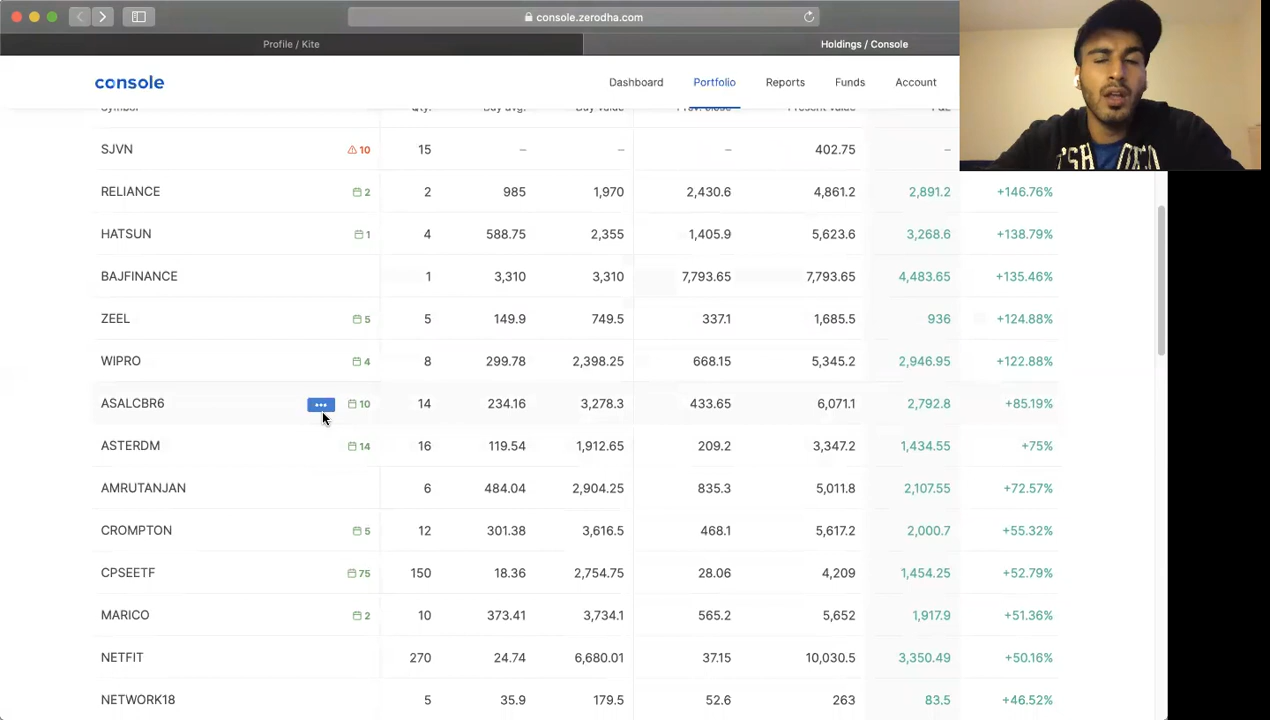 console.zerodha.com
Profile / Kite Holdings / Console
console Dashboard Portfolio Reports Funds Account
Symbol Qty. Buy avg. Buy value Prev. close Present value P&L
SJVN 10 15 – – – 402.75 –
RELIANCE 2 2 985 1,970 2,430.6 4,861.2 2,891.2 +146.76%
HATSUN 1 4 588.75 2,355 1,405.9 5,623.6 3,268.6 +138.79%
BAJFINANCE 1 3,310 3,310 7,793.65 7,793.65 4,483.65 +135.46%
ZEEL 5 5 149.9 749.5 337.1 1,685.5 936 +124.88%
WIPRO 4 8 299.78 2,398.25 668.15 5,345.2 2,946.95 +122.88%
ASALCBR6 ••• 10 14 234.16 3,278.3 433.65 6,071.1 2,792.8 +85.19%
ASTERDM 14 16 119.54 1,912.65 209.2 3,347.2 1,434.55 +75%
AMRUTANJAN 6 484.04 2,904.25 835.3 5,011.8 2,107.55 +72.57%
CROMPTON 5 12 301.38 3,616.5 468.1 5,617.2 2,000.7 +55.32%
CPSEETF 75 150 18.36 2,754.75 28.06 4,209 1,454.25 +52.79%
MARICO 2 10 373.41 3,734.1 565.2 5,652 1,917.9 +51.36%
NETFIT 270 24.74 6,680.01 37.15 10,030.5 3,350.49 +50.16%
NETWORK18 5 35.9 179.5 52.6 263 83.5 +46.52%